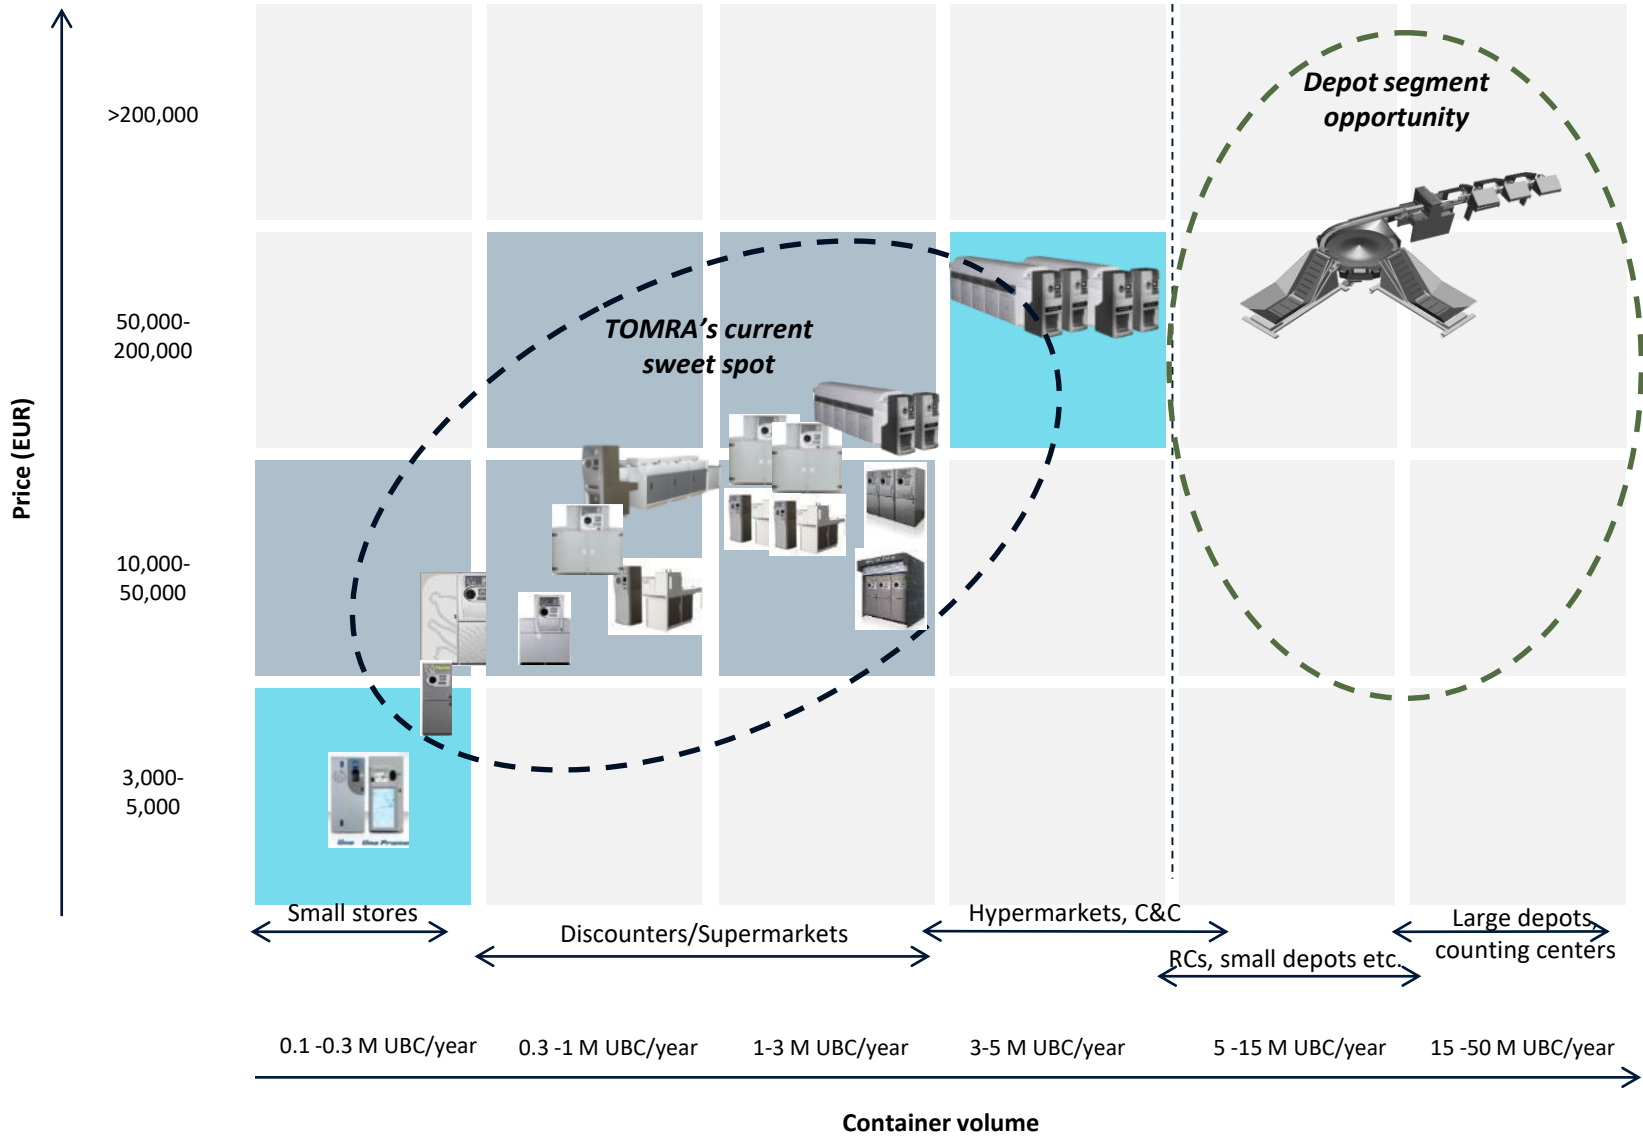 Depot segment
opportunity
>200,000
50,000-
200,000
TOMRA's current
sweet spot
Price (EUR)
10,000-
50,000
3,000-
5,000
One Uno Promo
Small stores
Discounters/Supermarkets
Hypermarkets, C&C
RCs, small depots etc.
Large depots,
counting centers
0.1 -0.3 M UBC/year
0.3 -1 M UBC/year
1-3 M UBC/year
3-5 M UBC/year
5 -15 M UBC/year
15 -50 M UBC/year
Container volume